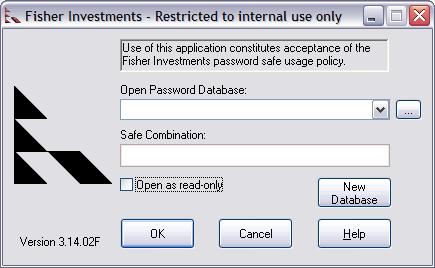 Fisher Investments - Restricted to internal use only
Use of this application constitutes acceptance of the
Fisher Investments password safe usage policy.
Open Password Database:
...
Safe Combination:
Open as read-only
New
Database
Version 3.14.02F
OK
Cancel
Help